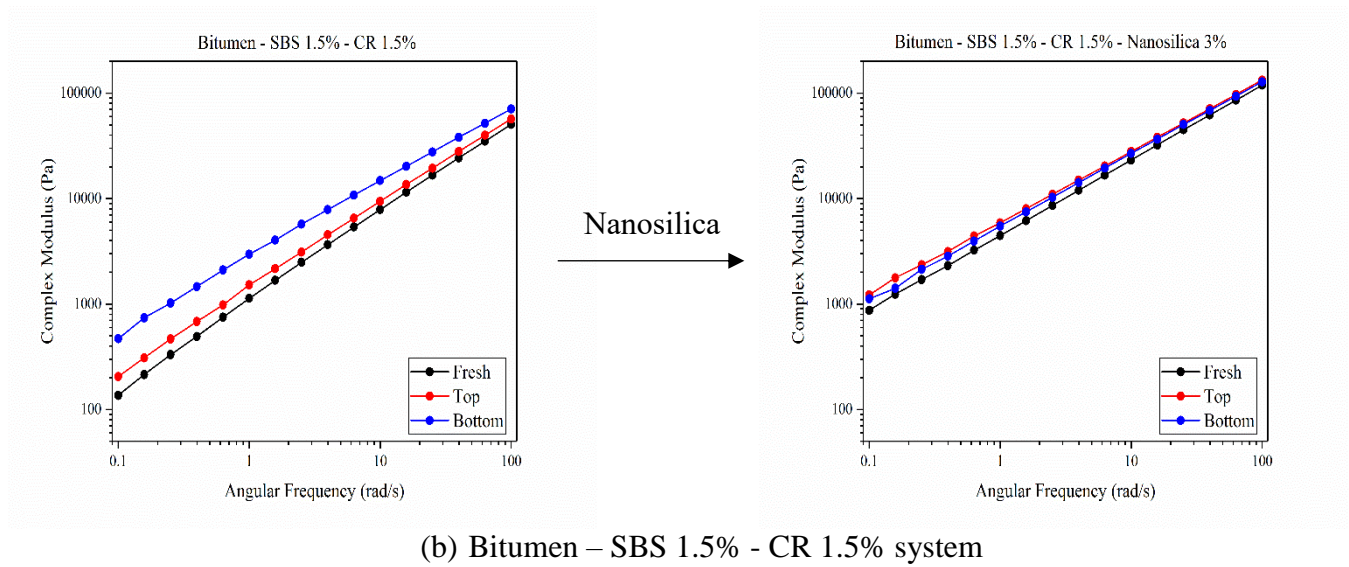 Bitumen - SBS 1.5% - CR 1.5%
Complex Modulus (Pa)
100000
10000
1000
100
0.1 1 10 100
Angular Frequency (rad/s)
Fresh
Top
Bottom
Nanosilica
Bitumen - SBS 1.5% - CR 1.5% - Nanosilica 3%
Complex Modulus (Pa)
100000
10000
1000
100
0.1 1 10 100
Angular Frequency (rad/s)
Fresh
Top
Bottom
(b) Bitumen – SBS 1.5% - CR 1.5% system